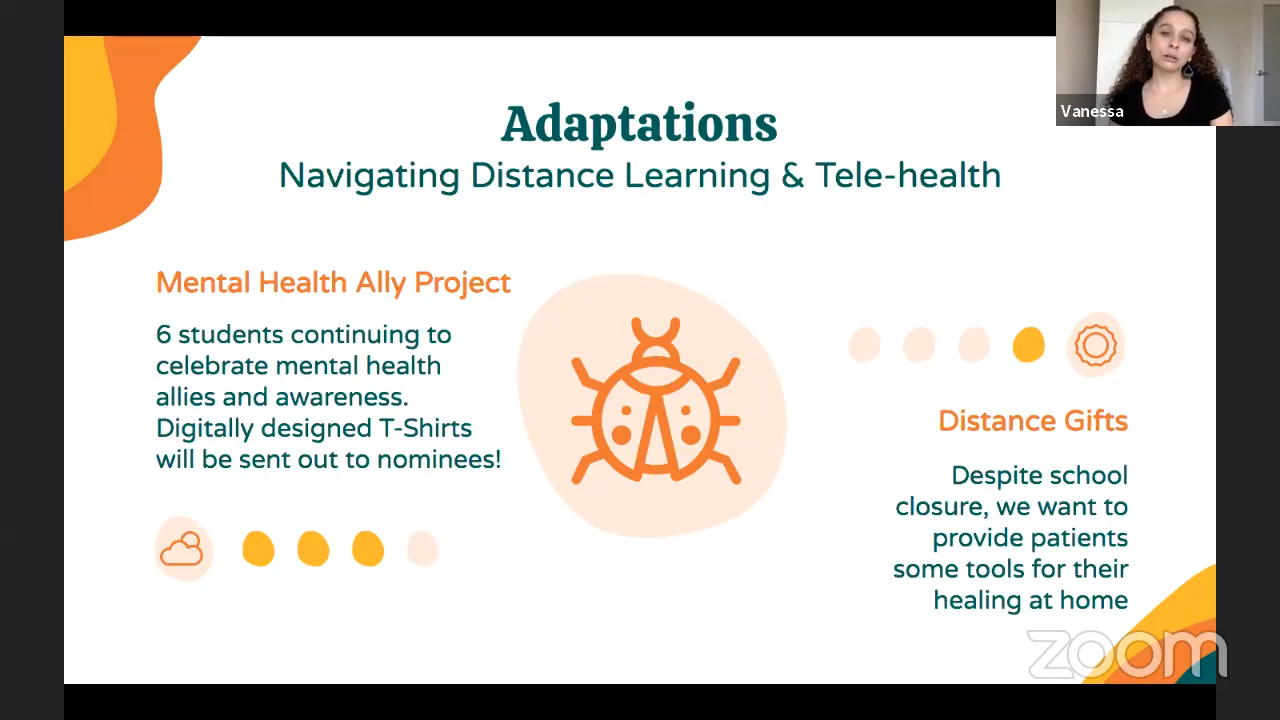 Vanessa
Adaptations
Navigating Distance Learning & Tele-health
Mental Health Ally Project
6 students continuing to
celebrate mental health
allies and awareness.
Digitally designed T-Shirts
will be sent out to nominees!
Distance Gifts
Despite school
closure, we want to
provide patients
some tools for their
healing at home
zoom